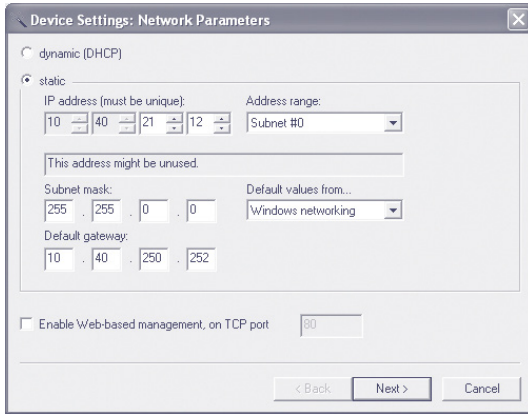 Device Settings: Network Parameters
dynamic (DHCP)
static
IP address (must be unique): Address range:
10 40 21 12 Subnet #0
This address might be unused.
Subnet mask: Default values from...
255 . 255 . 0 . 0 Windows networking
Default gateway:
10 . 40 . 250 . 252
Enable Web-based management, on TCP port 80
< Back Next > Cancel